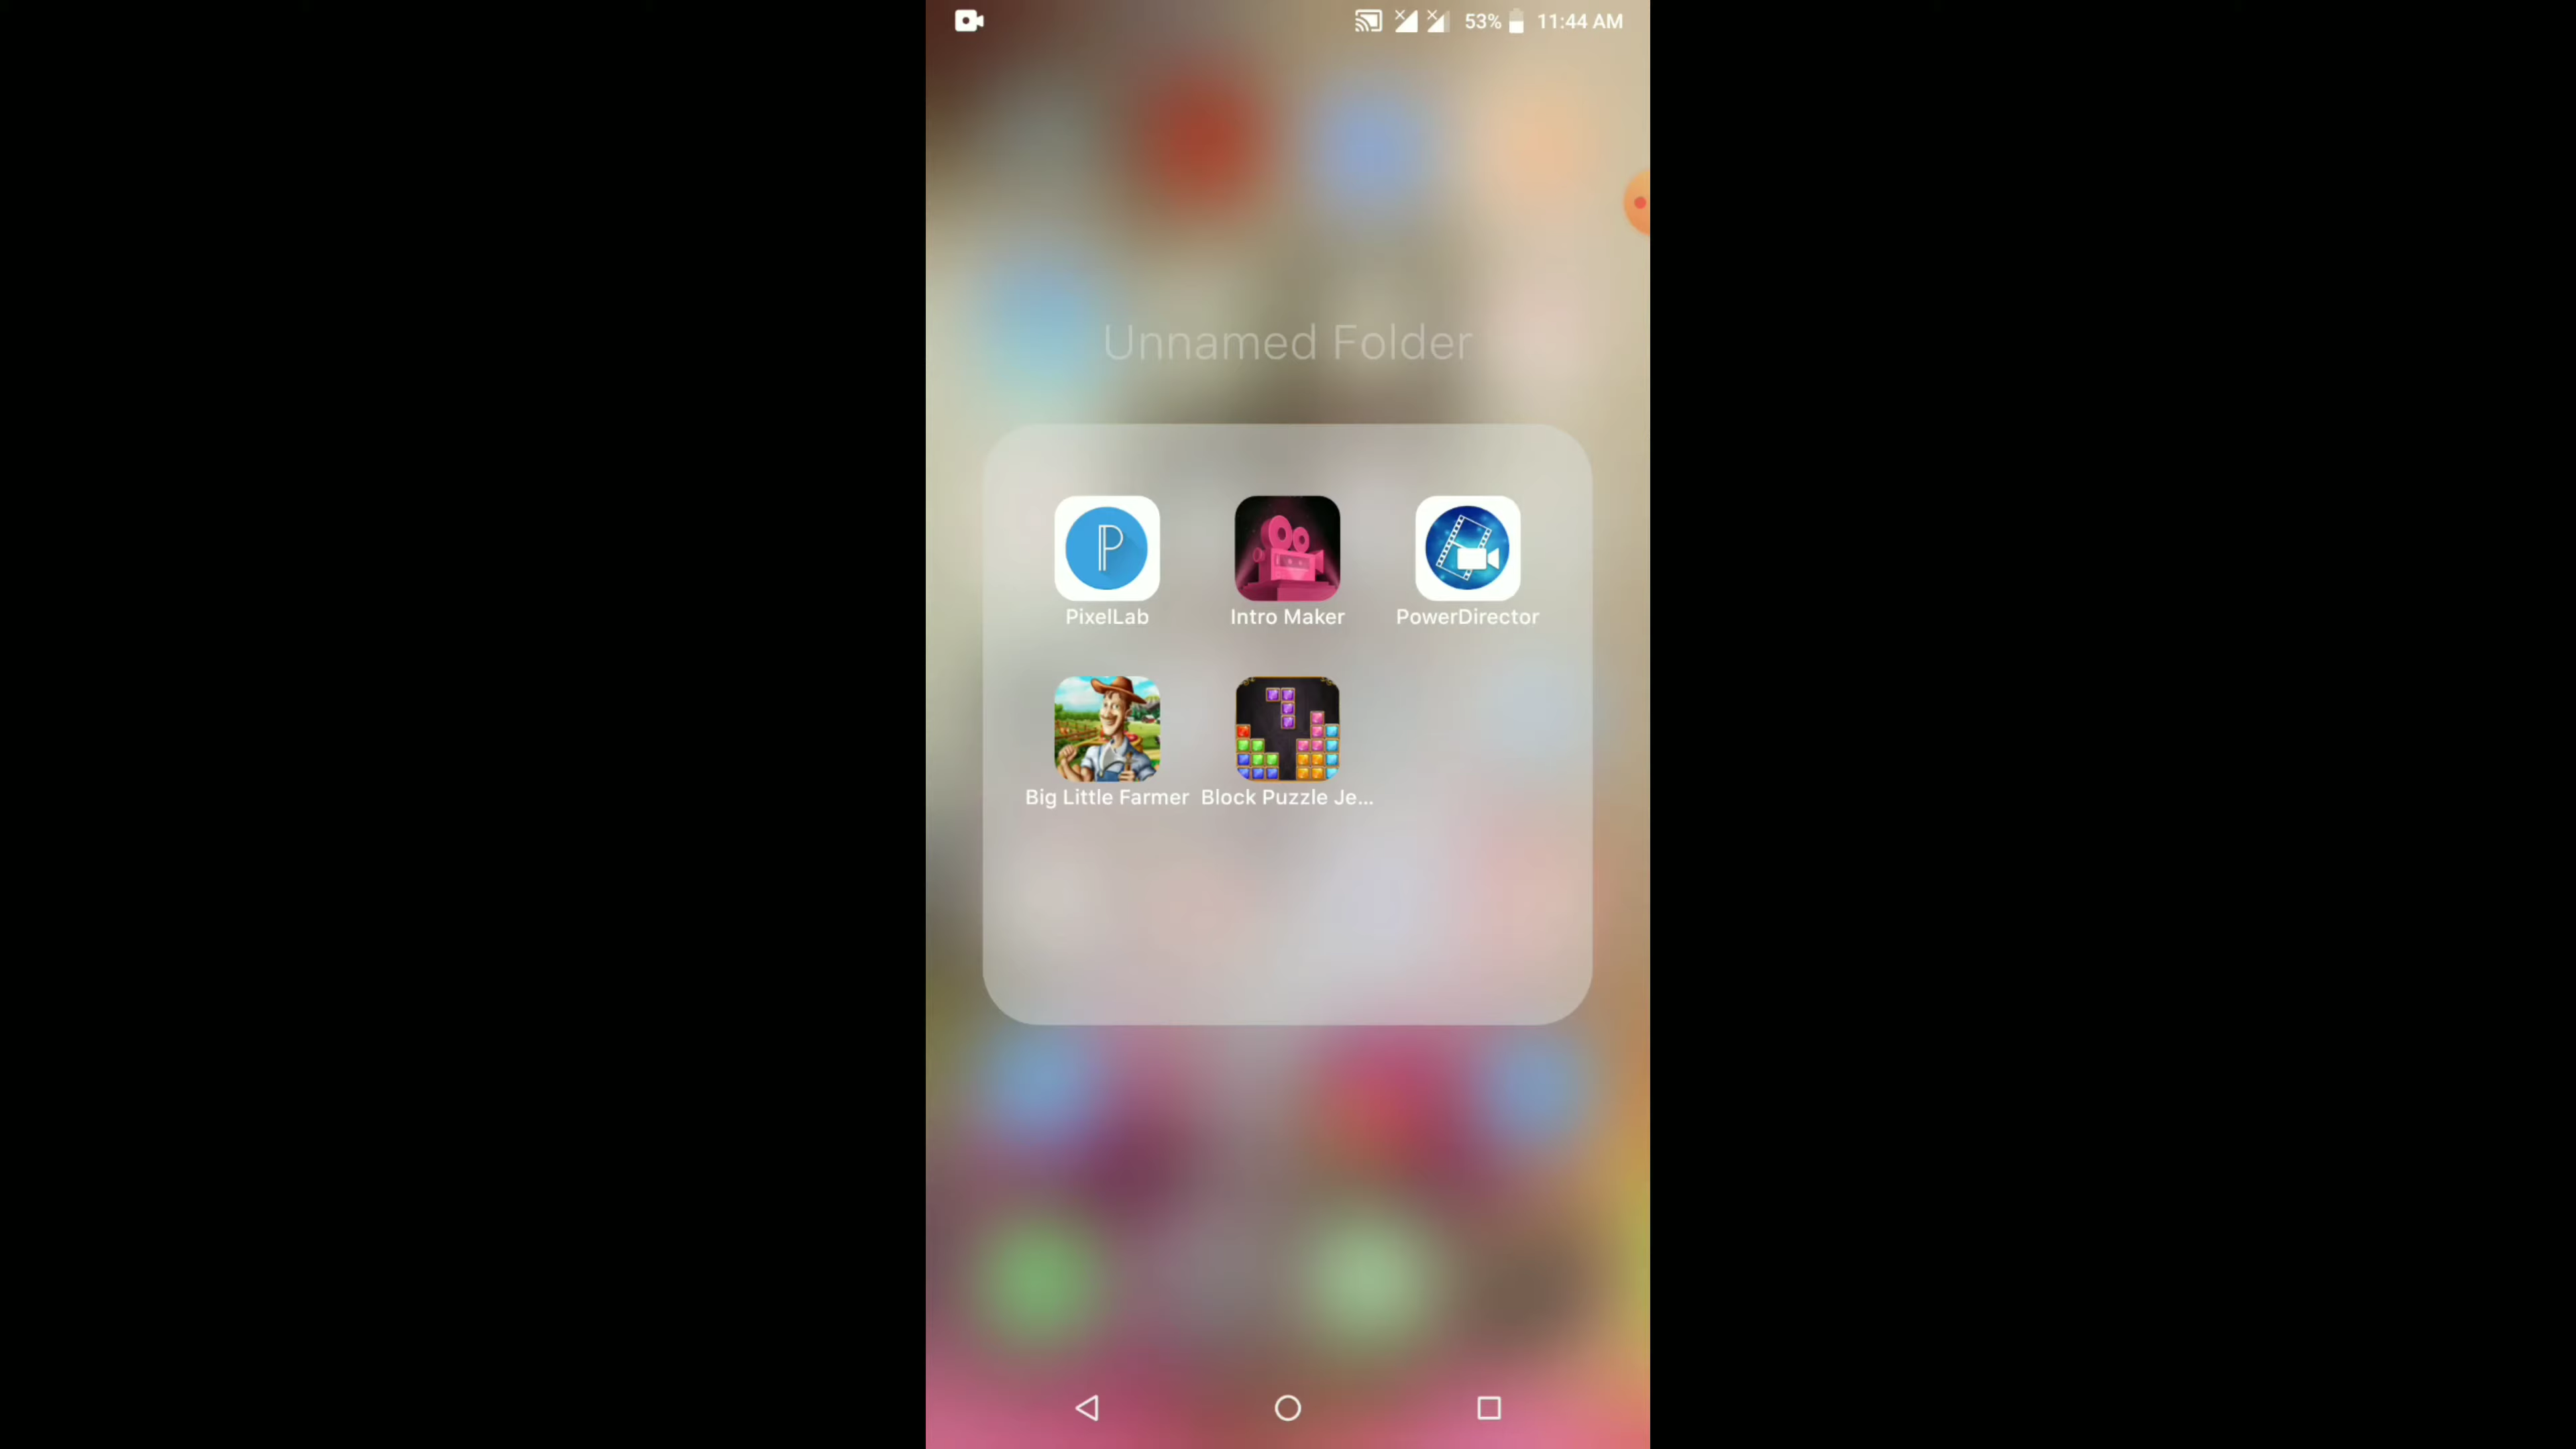 53% 11:44 AM
Unnamed Folder
PixelLab Intro Maker PowerDirector
Big Little Farmer Block Puzzle Je...